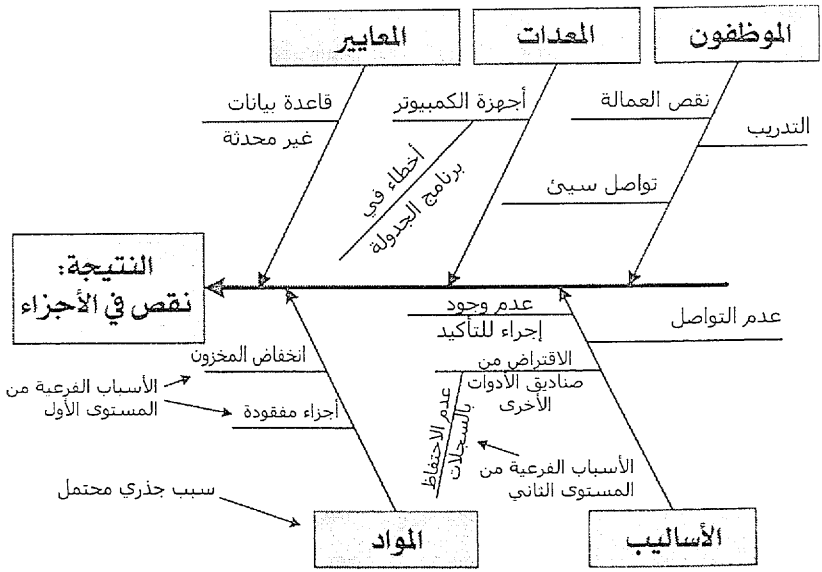 الموظفون
المعدات
المعايير
نقص العمالة
التدريب
تواصل سيئ
أجهزة الكمبيوتر
أخطاء في
برنامج الجدولة
قاعدة بيانات
غير محدثة
النتيجة:
نقص في الأجزاء
عدم التواصل
عدم وجود
إجراء للتأكيد
الاقتراض من
صناديق الأدوات
الأخرى
عدم الاحتفاظ
بالسجلات
الأسباب الفرعية من
المستوى الثاني
انخفاض المخزون
أجزاء مفقودة
الأسباب الفرعية من
المستوى الأول
سبب جذري محتمل
الأساليب
المواد